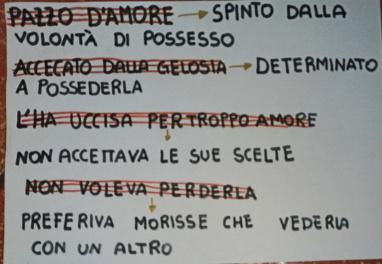 PAZZO D'AMORE → SPINTO DALLA
VOLONTÀ DI POSSESSO
ACCECATO DALLA GELOSIA → DETERMINATO
A POSSEDERLA
L'HA UCCISA PER TROPPO AMORE
NON ACCETTAVA LE SUE SCELTE
NON VOLEVA PERDERLA
PREFERIVA MORISSE CHE VEDERLA
CON UN ALTRO